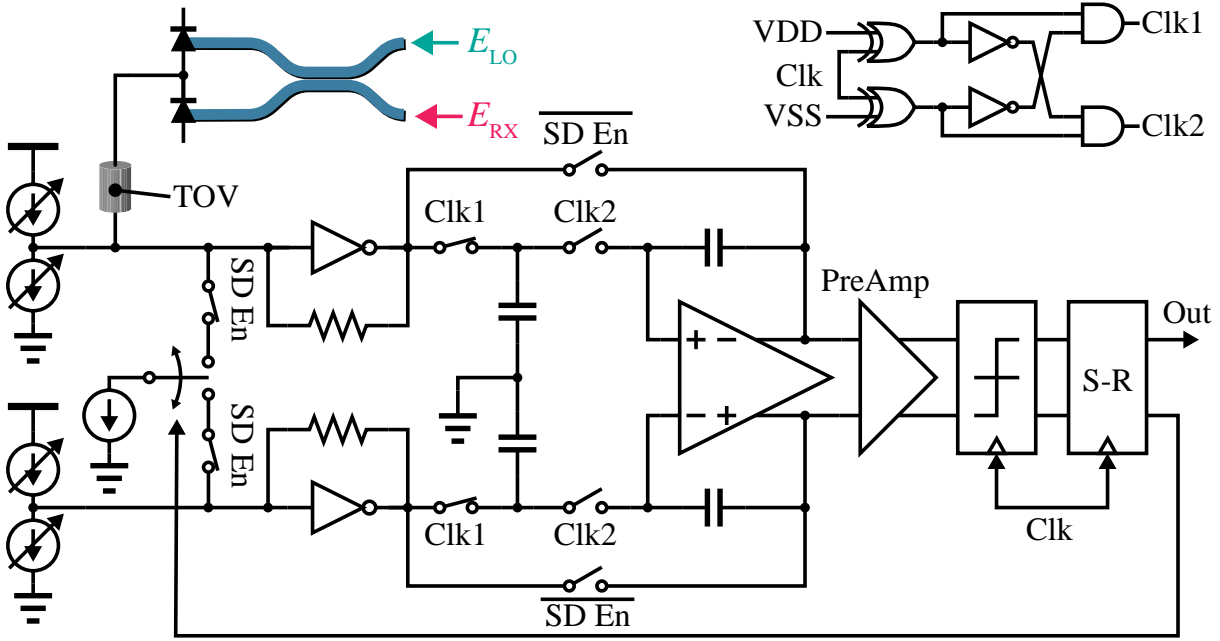 E_LO
E_RX
VDD
Clk
VSS
Clk1
Clk2
TOV
SD En
Clk1
Clk2
SD En
SD En
PreAmp
S-R
Out
Clk
Clk1
Clk2
SD En